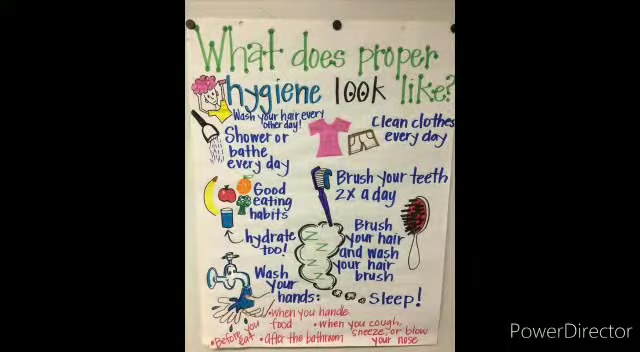 What does proper
hygiene look like?
Wash your hair every
other day!
Shower or
bathe
every day
Clean clothes
every day
Good
eating
habits
hydrate
too!
Brush your teeth
2x a day
Brush
your hair
and wash
your hair
brush
Wash
your
hands:
Sleep!
• Before you
eat
• when you handle
food
• after the bathroom
• when you cough,
sneeze, or blow
your nose
PowerDirector